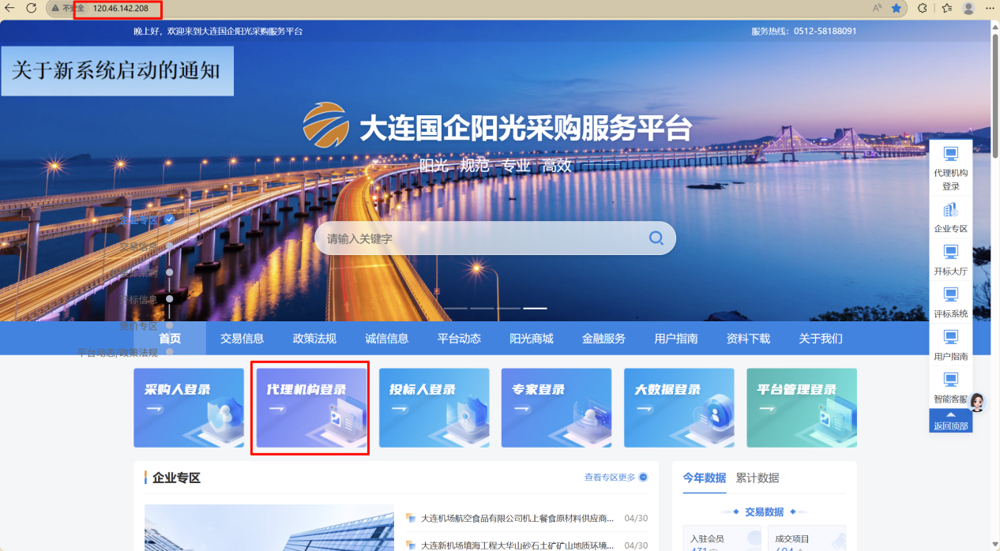 不安全 120.46.142.208
晚上好，欢迎来到大连国企阳光采购服务平台
服务热线：0512-58188091
关于新系统启动的通知
大连国企阳光采购服务平台
阳光 规范 专业 高效
请输入关键字
代理机构
登录
企业专区
开标大厅
评标系统
用户指南
智能客服
返回顶部
企业专区
交易信息
开标信息
竞价专区
平台动态/政策法规
首页 交易信息 政策法规 诚信信息 平台动态 阳光商城 金融服务 用户指南 资料下载 关于我们
采购人登录 代理机构登录 投标人登录 专家登录 大数据登录 平台管理登录
企业专区
查看专区更多
大连机场航空食品有限公司机上餐食原材料供应商... 04/30
大连新机场填海工程大华山砂石土矿矿山地质环境... 04/30
今年数据 累计数据
交易数据
入驻会员
成交项目